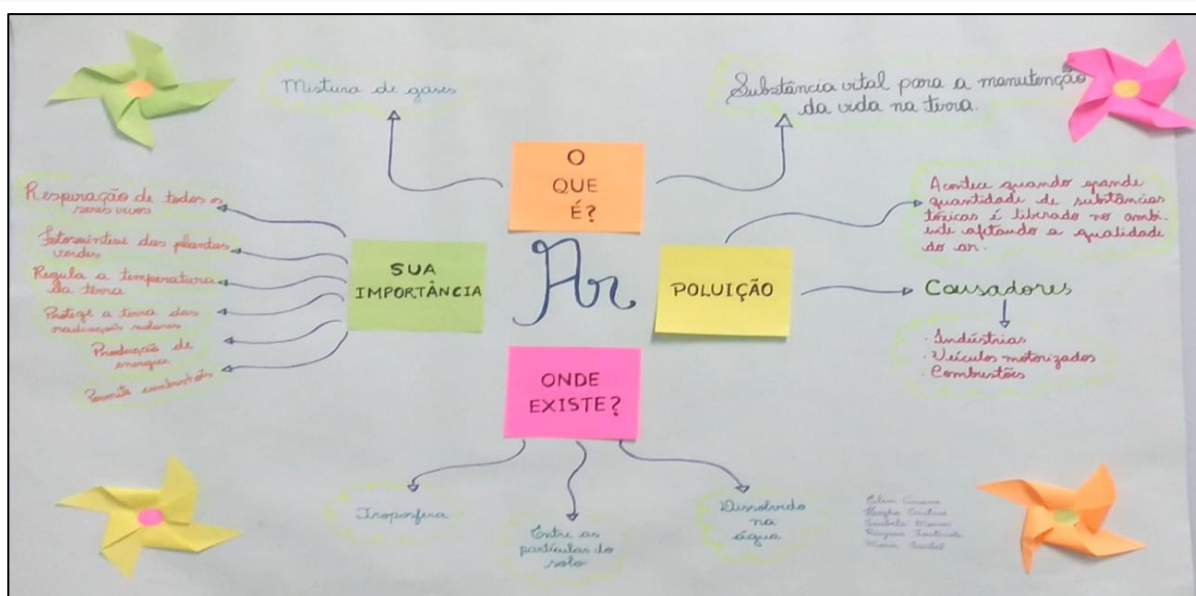 Mistura de gases
Substância vital para a manutenção
da vida na terra.
O
QUE
É?
Respiração de todos os
seres vivos
Fotossíntese das plantas
verdes
Regula a temperatura
da terra
Protege a terra das
radiações solares
Produção de
energia
Permite combustões
SUA
IMPORTÂNCIA
Ar
POLUIÇÃO
Acontece quando grande
quantidade de substâncias
tóxicas é liberado no ambi-
ente afetando a qualidade
do ar.
Causadores
· Indústrias
· Veículos motorizados
· Combustões
ONDE
EXISTE?
Troposfera
Entre as
partículas do
solo
Dissolvido
na
água